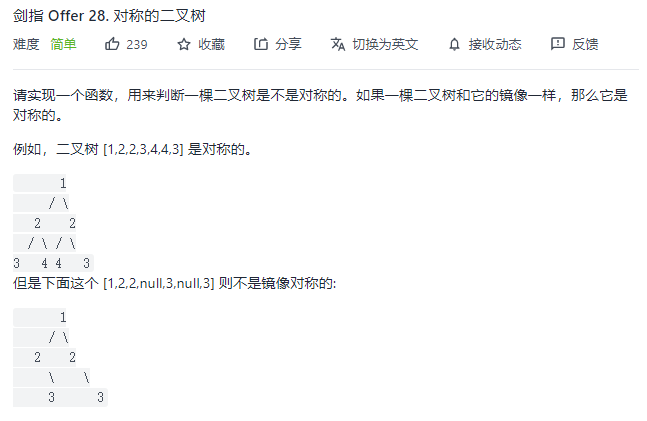 剑指 Offer 28. 对称的二叉树
难度 简单 239 收藏 分享 切换为英文 接收动态 反馈
请实现一个函数，用来判断一棵二叉树是不是对称的。如果一棵二叉树和它的镜像一样，那么它是
对称的。
例如，二叉树 [1,2,2,3,4,4,3] 是对称的。
1
/ \
2 2
/ \ / \
3 4 4 3
但是下面这个 [1,2,2,null,3,null,3] 则不是镜像对称的:
1
/ \
2 2
\ \
3 3